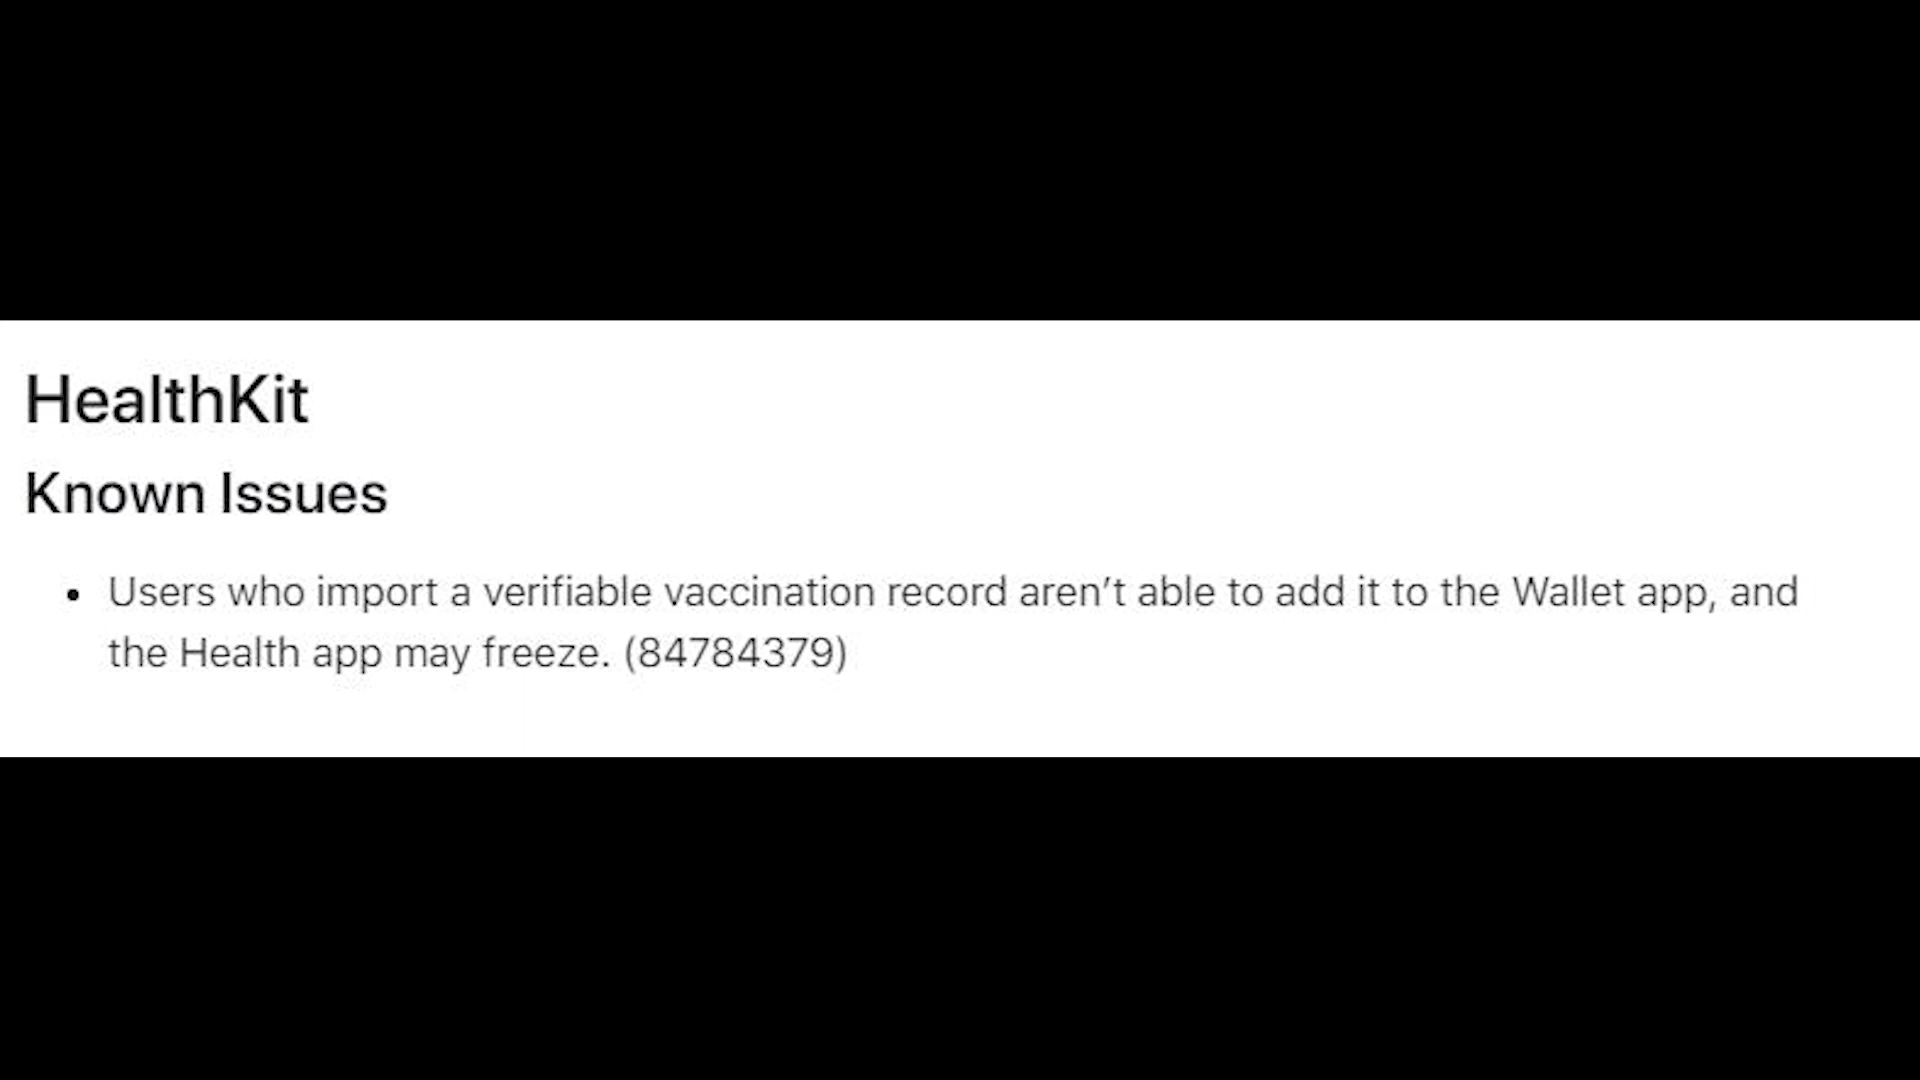 HealthKit
Known Issues
• Users who import a verifiable vaccination record aren’t able to add it to the Wallet app, and
the Health app may freeze. (84784379)